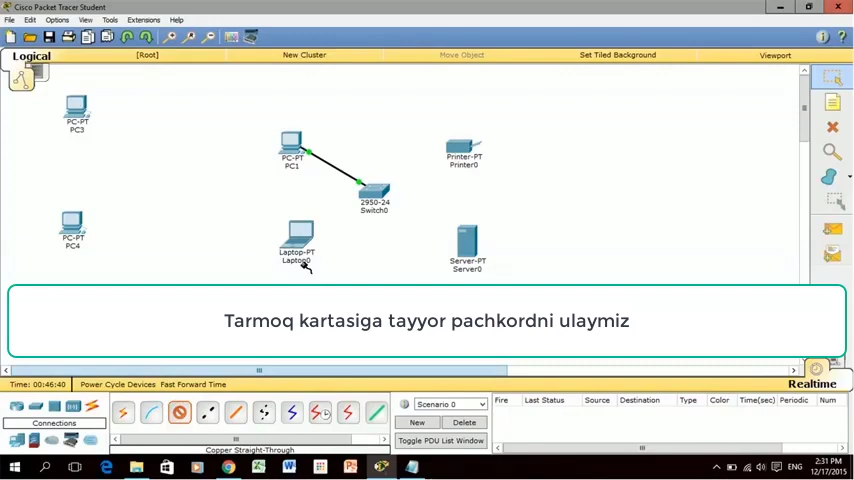 Cisco Packet Tracer Student
File Options View Tools Extensions Help
Logical [Root] New Cluster Move Object Set Tiled Background Viewport
PC-PT
PC3
PC-PT
PC1
Printer-PT
Printer0
2950-24
Switch0
PC-PT
PC4
Laptop-PT
Laptop0
Server-PT
Server0
Tarmoq kartasiga tayyor pachkordni ulaymiz
Time: 00:46:40 Power Cycle Devices Fast Forward Time Realtime
Connections
Copper Straight-Through
Scenario 0
New Delete
Toggle PDU List Window
Fire Last Status Source Destination Type Color Time(sec) Periodic Num
ENG
2:31 PM
12/17/2015